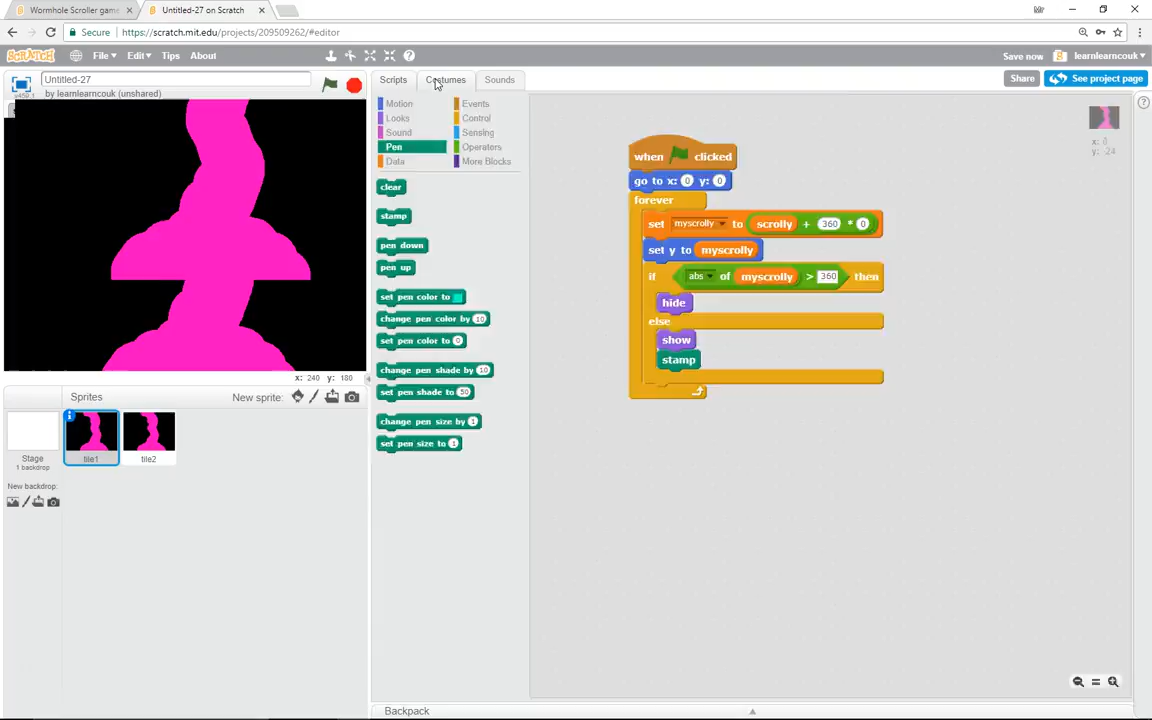 Wormhole Scroller game
Untitled-27 on Scratch
Secure
https://scratch.mit.edu/projects/209509262/#editor
SCRATCH
File
Edit
Tips
About
Save now
learnlearncouk
Untitled-27
by learnlearncouk (unshared)
Scripts
Costumes
Sounds
Share
See project page
Motion
Events
Looks
Control
Sound
Sensing
Pen
Operators
Data
More Blocks
clear
stamp
pen down
pen up
set pen color to
change pen color by 10
set pen color to 0
change pen shade by 10
set pen shade to 50
change pen size by 1
set pen size to 1
when clicked
go to x: 0 y: 0
forever
set myscrolly to scrolly + 360 * 0
set y to myscrolly
if abs of myscrolly > 360 then
hide
else
show
stamp
x: 240 y: 180
Sprites
New sprite:
Stage
1 backdrop
tile1
tile2
New backdrop:
Backpack